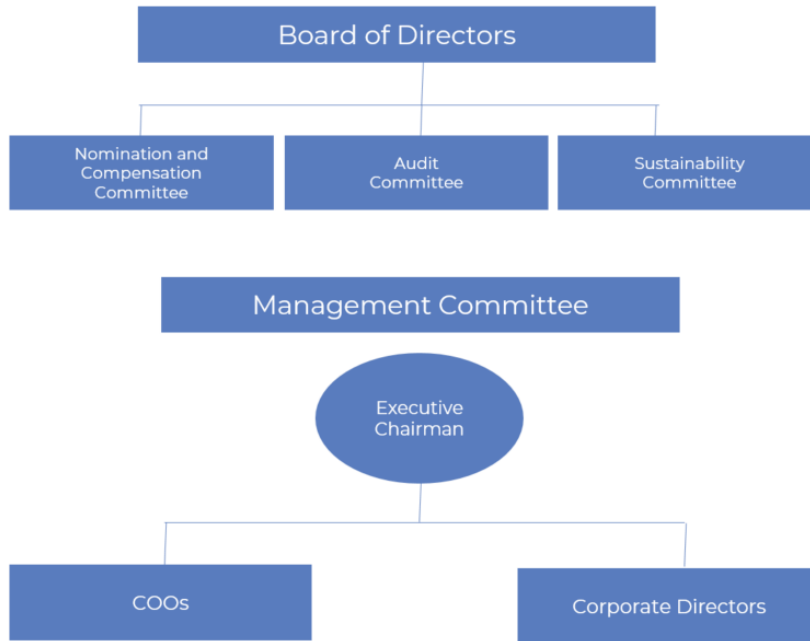 Board of Directors
Nomination and
Compensation
Committee
Audit
Committee
Sustainability
Committee
Management Committee
Executive
Chairman
COOs
Corporate Directors